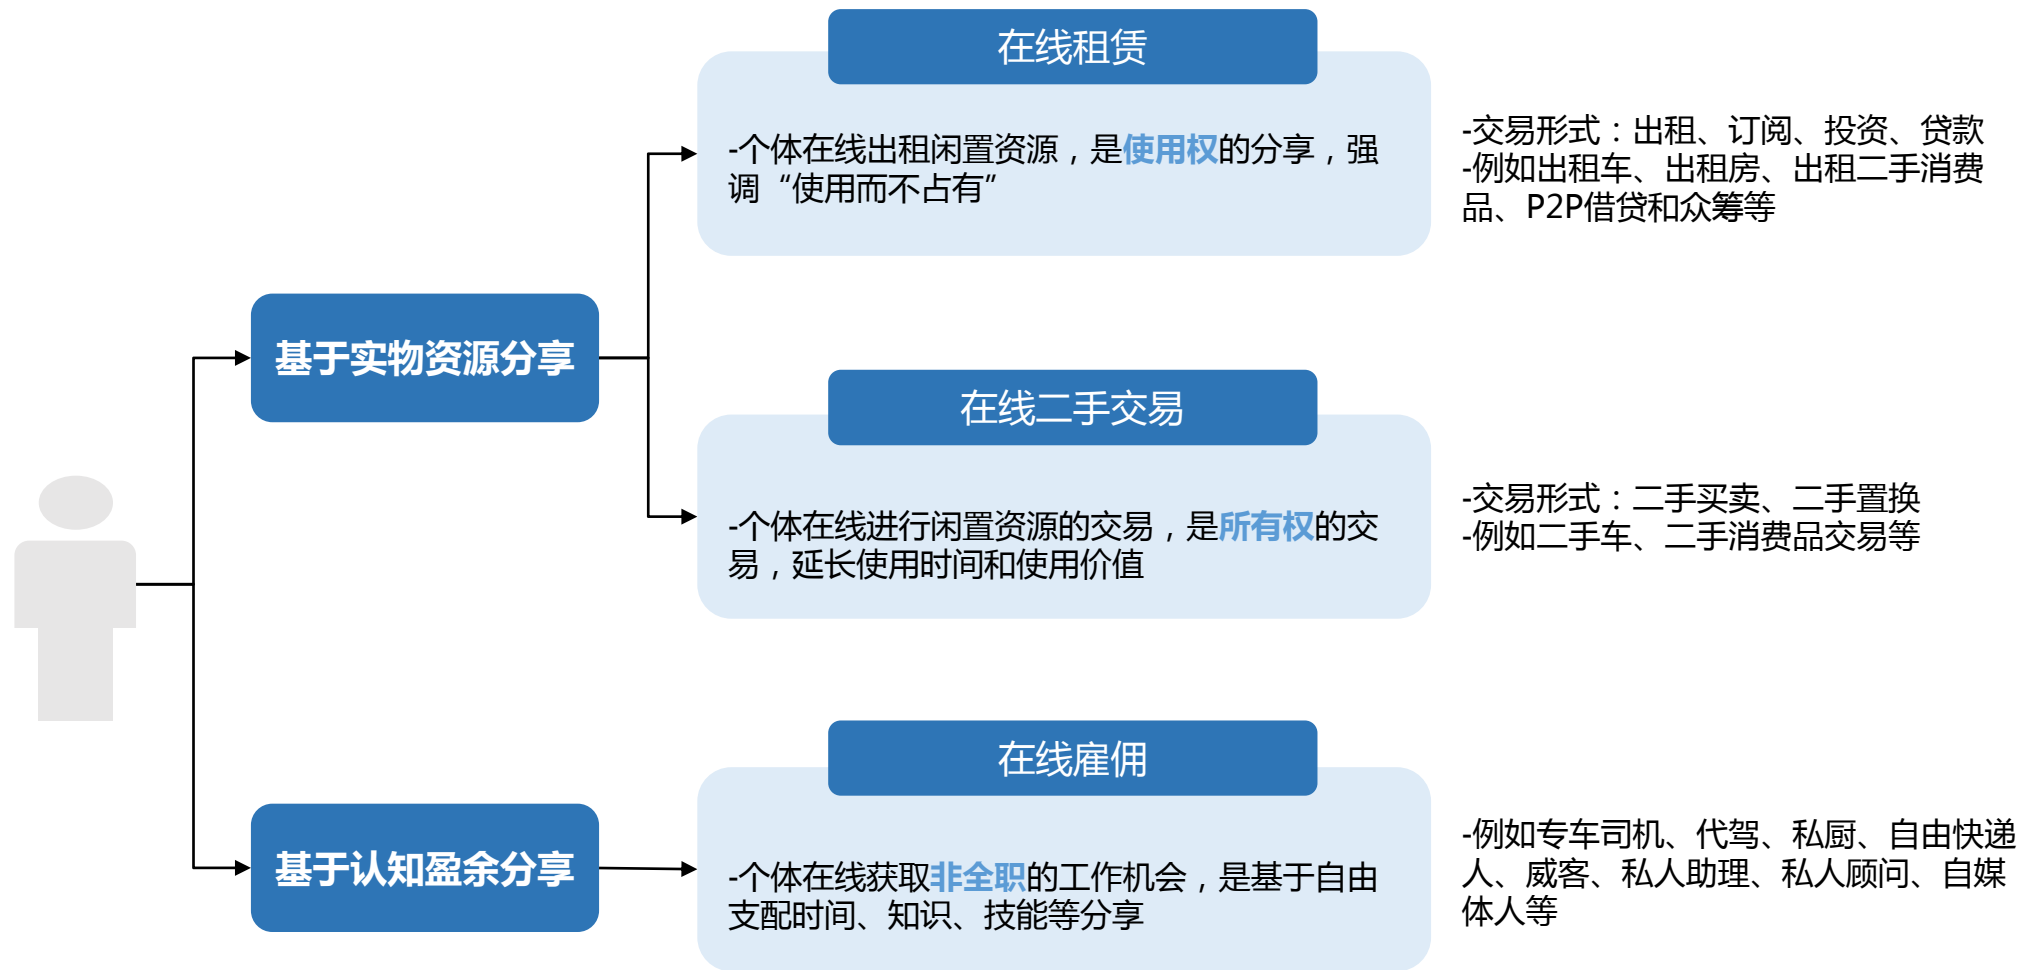 在线租赁
-个体在线出租闲置资源，是使用权的分享，强
调“使用而不占有”
-交易形式：出租、订阅、投资、贷款
-例如出租车、出租房、出租二手消费
品、P2P借贷和众筹等
基于实物资源分享
在线二手交易
-个体在线进行闲置资源的交易，是所有权的交
易，延长使用时间和使用价值
-交易形式：二手买卖、二手置换
-例如二手车、二手消费品交易等
在线雇佣
基于认知盈余分享
-个体在线获取非全职的工作机会，是基于自由
支配时间、知识、技能等分享
-例如专车司机、代驾、私厨、自由快递
人、威客、私人助理、私人顾问、自媒
体人等